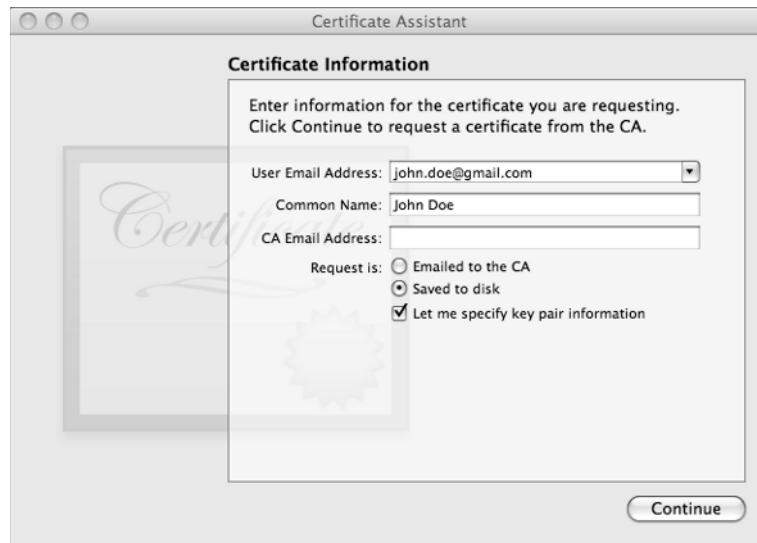 Certificate Assistant
Certificate Information
Enter information for the certificate you are requesting.
Click Continue to request a certificate from the CA.
User Email Address: john.doe@gmail.com
Common Name: John Doe
CA Email Address:
Request is: Emailed to the CA
Saved to disk
Let me specify key pair information
Certificate
Continue